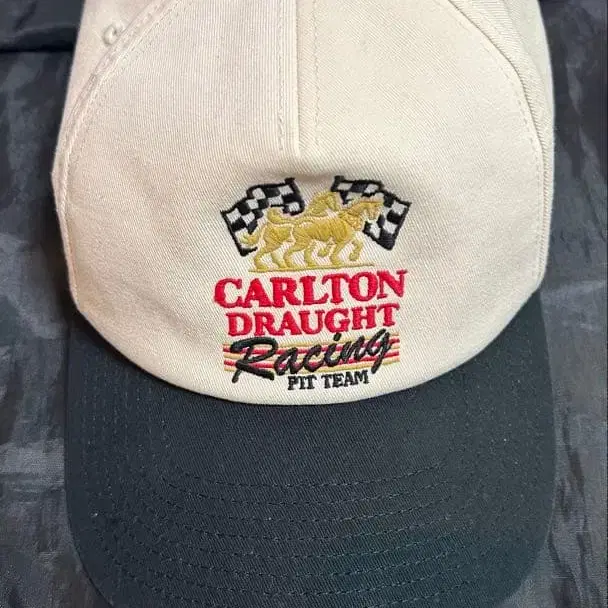 CARLTON
DRAUGHT
Racing
PIT TEAM